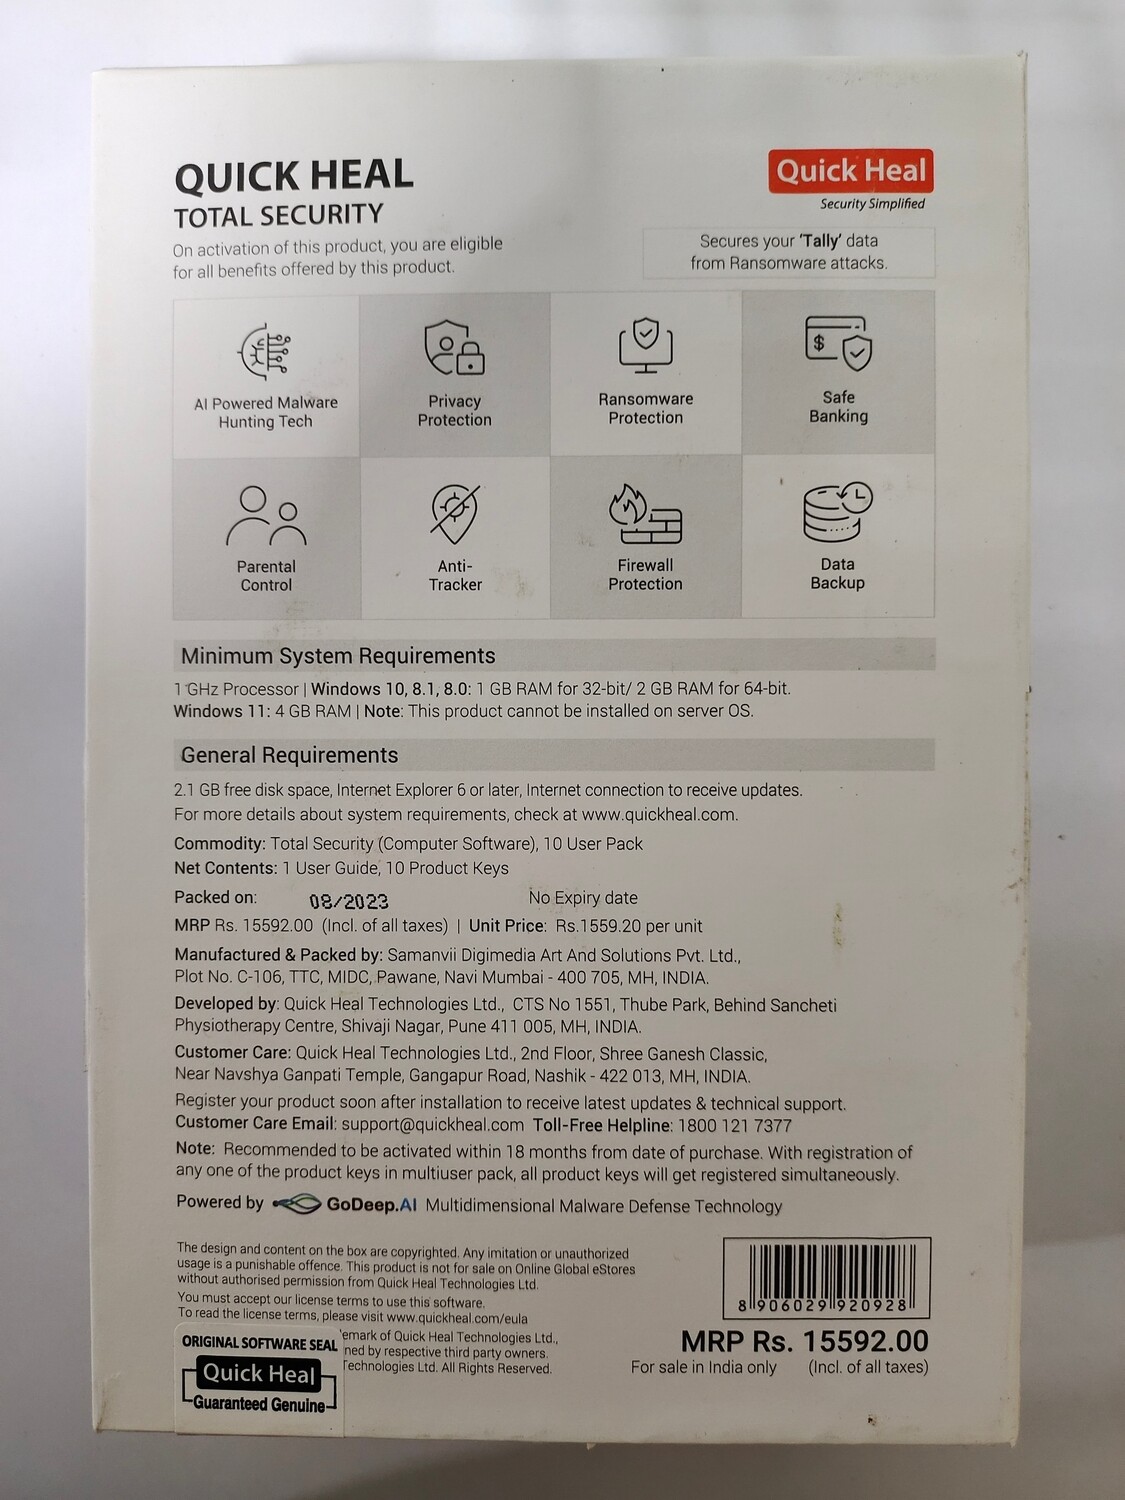 QUICK HEAL
TOTAL SECURITY
On activation of this product, you are eligible
for all benefits offered by this product.
Quick Heal
Security Simplified
Secures your 'Tally' data
from Ransomware attacks.
AI Powered Malware
Hunting Tech
Privacy
Protection
Ransomware
Protection
$
Safe
Banking
Parental
Control
Anti-
Tracker
Firewall
Protection
Data
Backup
Minimum System Requirements
1 GHz Processor | Windows 10, 8.1, 8.0: 1 GB RAM for 32-bit/ 2 GB RAM for 64-bit.
Windows 11: 4 GB RAM | Note: This product cannot be installed on server OS.
General Requirements
2.1 GB free disk space, Internet Explorer 6 or later, Internet connection to receive updates.
For more details about system requirements, check at www.quickheal.com.
Commodity: Total Security (Computer Software), 10 User Pack
Net Contents: 1 User Guide, 10 Product Keys
Packed on: 08/2023 No Expiry date
MRP Rs. 15592.00 (Incl. of all taxes) | Unit Price: Rs.1559.20 per unit
Manufactured & Packed by: Samanvii Digimedia Art And Solutions Pvt. Ltd.,
Plot No. C-106, TTC, MIDC, Pawane, Navi Mumbai - 400 705, MH, INDIA.
Developed by: Quick Heal Technologies Ltd., CTS No 1551, Thube Park, Behind Sancheti
Physiotherapy Centre, Shivaji Nagar, Pune 411 005, MH, INDIA.
Customer Care: Quick Heal Technologies Ltd., 2nd Floor, Shree Ganesh Classic,
Near Navshya Ganpati Temple, Gangapur Road, Nashik - 422 013, MH, INDIA.
Register your product soon after installation to receive latest updates & technical support.
Customer Care Email: support@quickheal.com Toll-Free Helpline: 1800 121 7377
Note: Recommended to be activated within 18 months from date of purchase. With registration of
any one of the product keys in multiuser pack, all product keys will get registered simultaneously.
Powered by GoDeep.AI Multidimensional Malware Defense Technology
The design and content on the box are copyrighted. Any imitation or unauthorized
usage is a punishable offence. This product is not for sale on Online Global eStores
without authorised permission from Quick Heal Technologies Ltd.
You must accept our license terms to use this software.
To read the license terms, please visit www.quickheal.com/eula
emark of Quick Heal Technologies Ltd.,
ned by respective third party owners.
Technologies Ltd. All Rights Reserved.
ORIGINAL SOFTWARE SEAL
Quick Heal
Guaranteed Genuine
8 906029 920928
MRP Rs. 15592.00
For sale in India only (Incl. of all taxes)